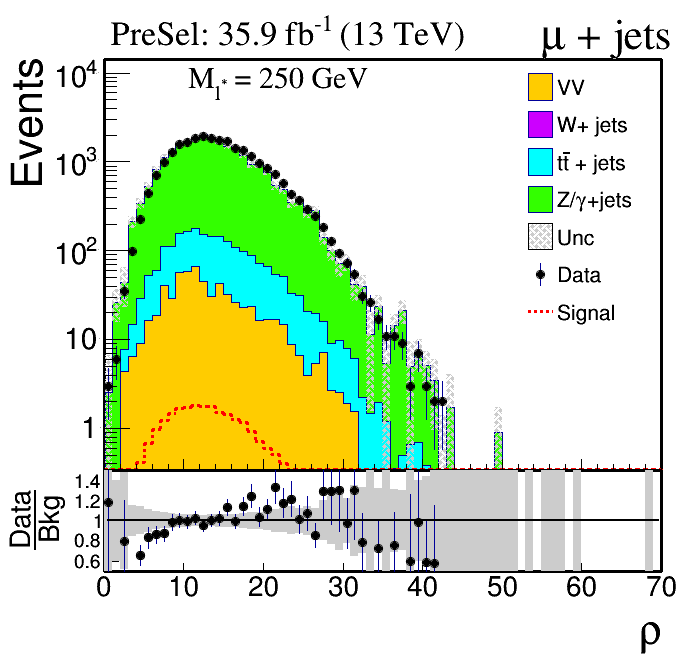 PreSel: 35.9 fb⁻¹ (13 TeV)
μ + jets
M_l* = 250 GeV
Events
10⁴
10³
10²
10
1
VV
W+ jets
tt̄ + jets
Z/γ+jets
Unc
Data
Signal
Data
Bkg
1.4
1.2
1
0.8
0.6
0 10 20 30 40 50 60 70
ρ